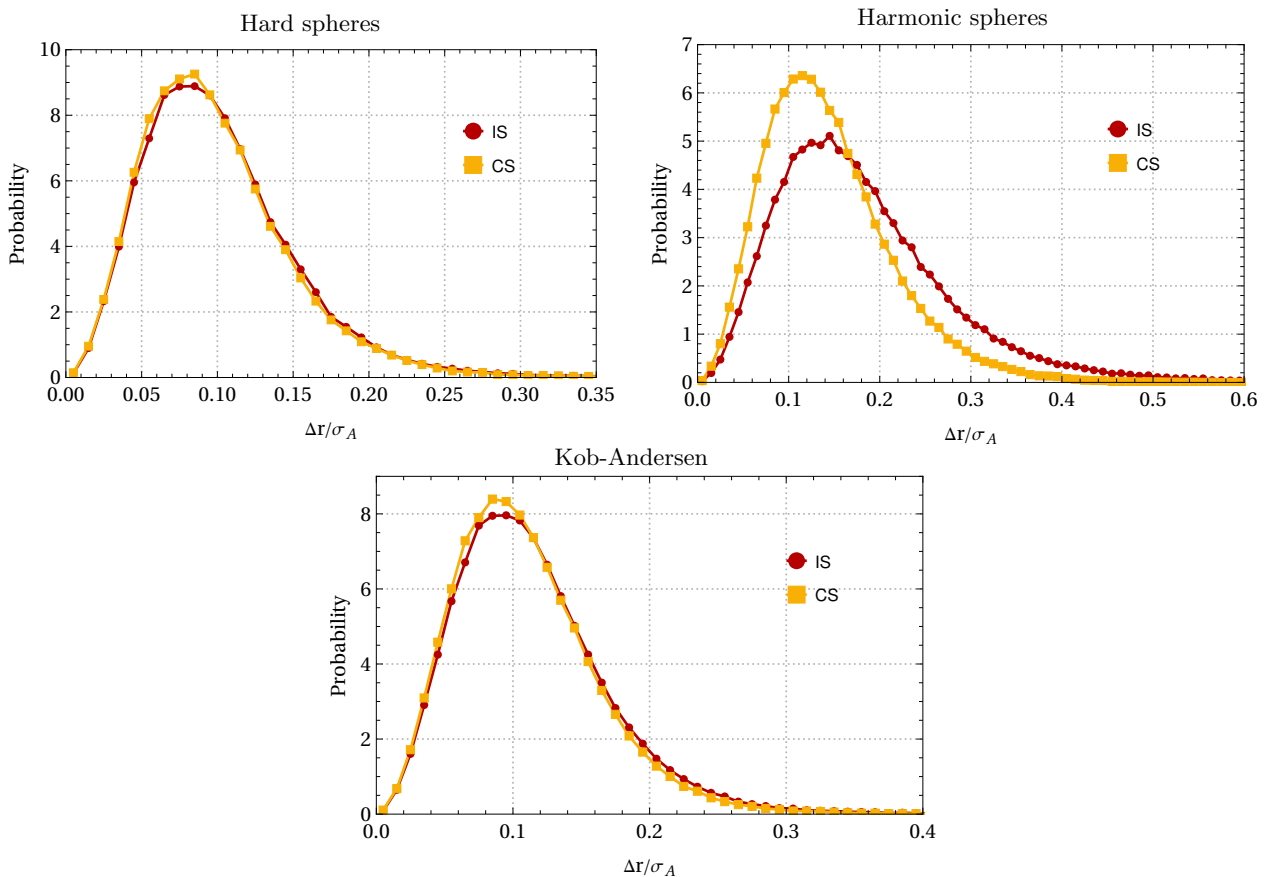 Hard spheres
Probability
10
8
6
4
2
0
0.00 0.05 0.10 0.15 0.20 0.25 0.30 0.35
Δr/σA
IS
CS
Harmonic spheres
Probability
7
6
5
4
3
2
1
0
0.0 0.1 0.2 0.3 0.4 0.5 0.6
Δr/σA
IS
CS
Kob-Andersen
Probability
8
6
4
2
0
0.0 0.1 0.2 0.3 0.4
Δr/σA
IS
CS